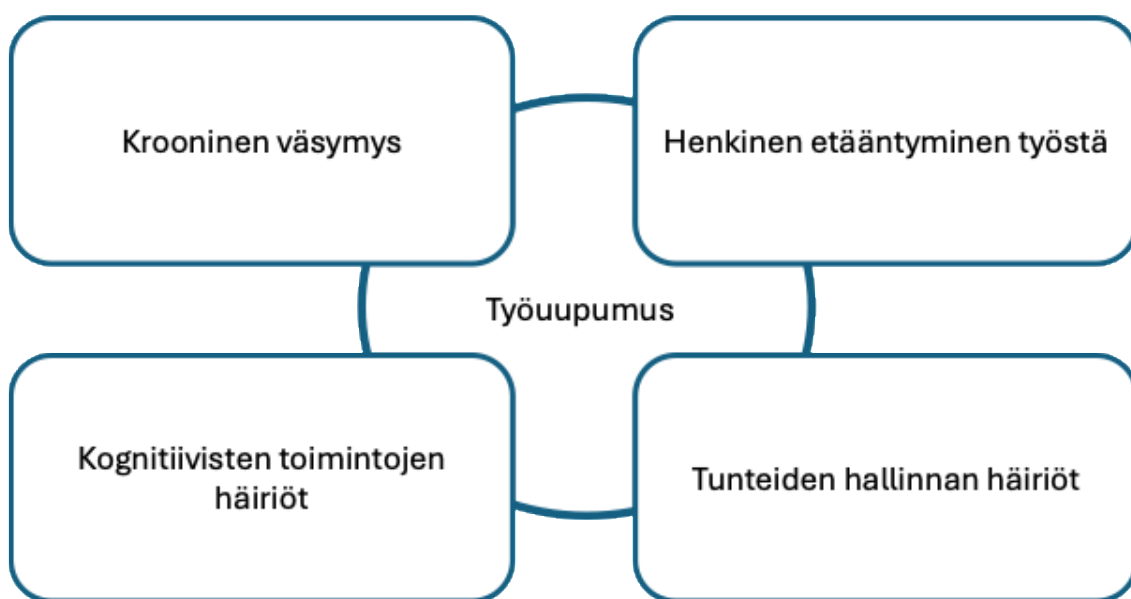 Krooninen väsymys
Henkinen etääntyminen työstä
Työuupumus
Kognitiivisten toimintojen
häiriöt
Tunteiden hallinnan häiriöt